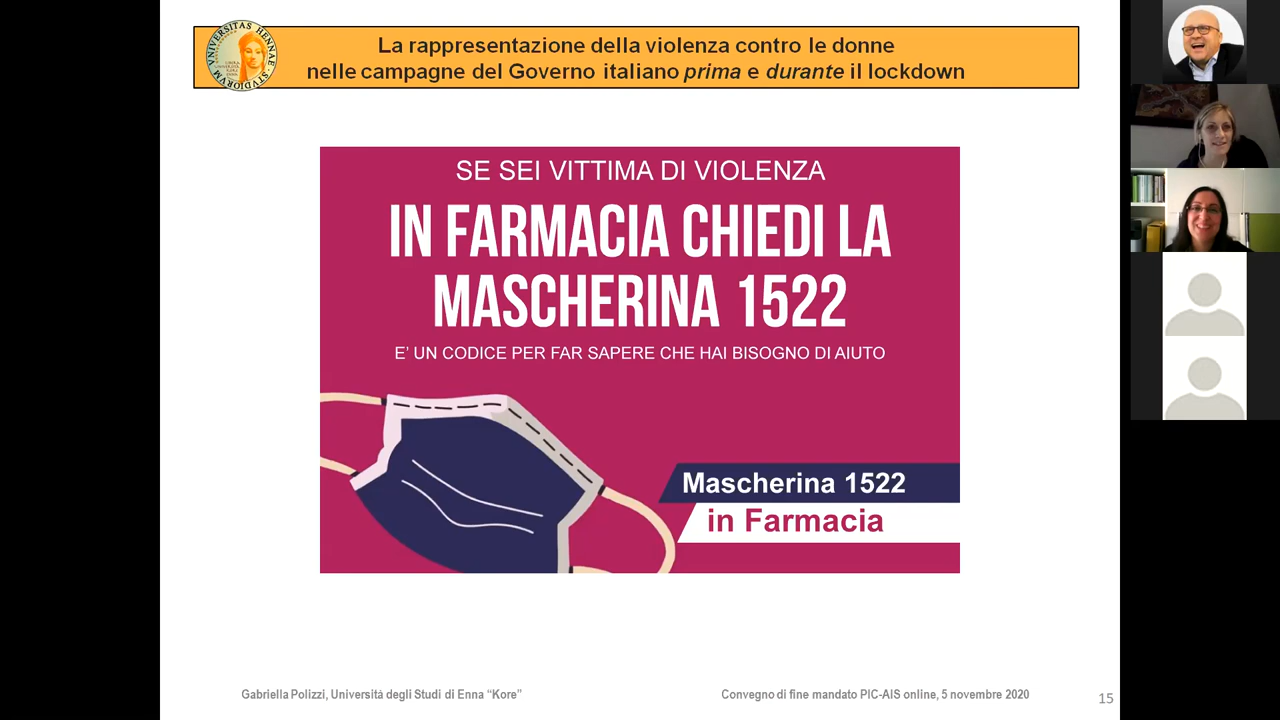 La rappresentazione della violenza contro le donne
nelle campagne del Governo italiano prima e durante il lockdown
SE SEI VITTIMA DI VIOLENZA
IN FARMACIA CHIEDI LA
MASCHERINA 1522
E' UN CODICE PER FAR SAPERE CHE HAI BISOGNO DI AIUTO
Mascherina 1522
in Farmacia
Gabriella Polizzi, Università degli Studi di Enna “Kore”
Convegno di fine mandato PIC-AIS online, 5 novembre 2020
15